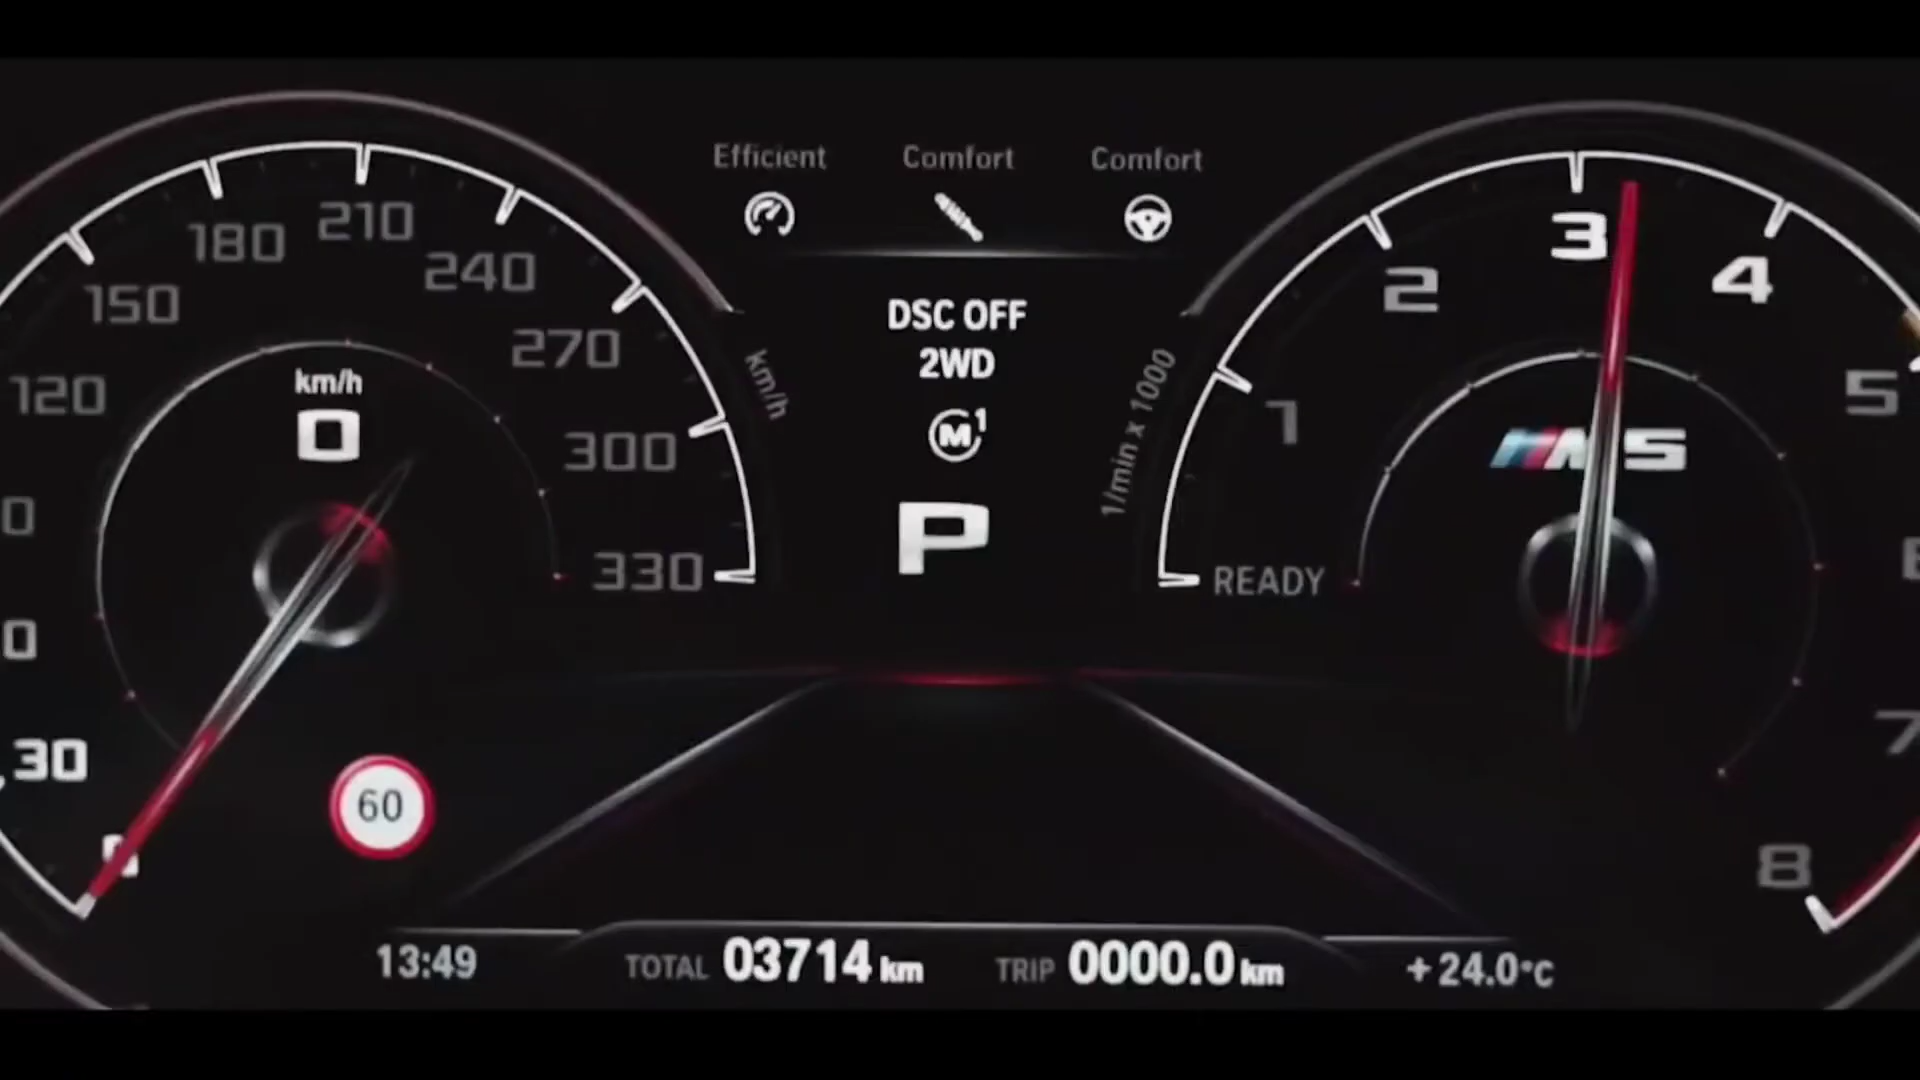 Efficient
Comfort
Comfort
DSC OFF
2WD
M1
P
km/h
0
0
30
120
150
180
210
240
270
300
330
km/h
60
1/min x 1000
READY
1
2
3
4
5
7
8
M5
13:49
TOTAL 03714 km
TRIP 0000.0 km
+24.0°C